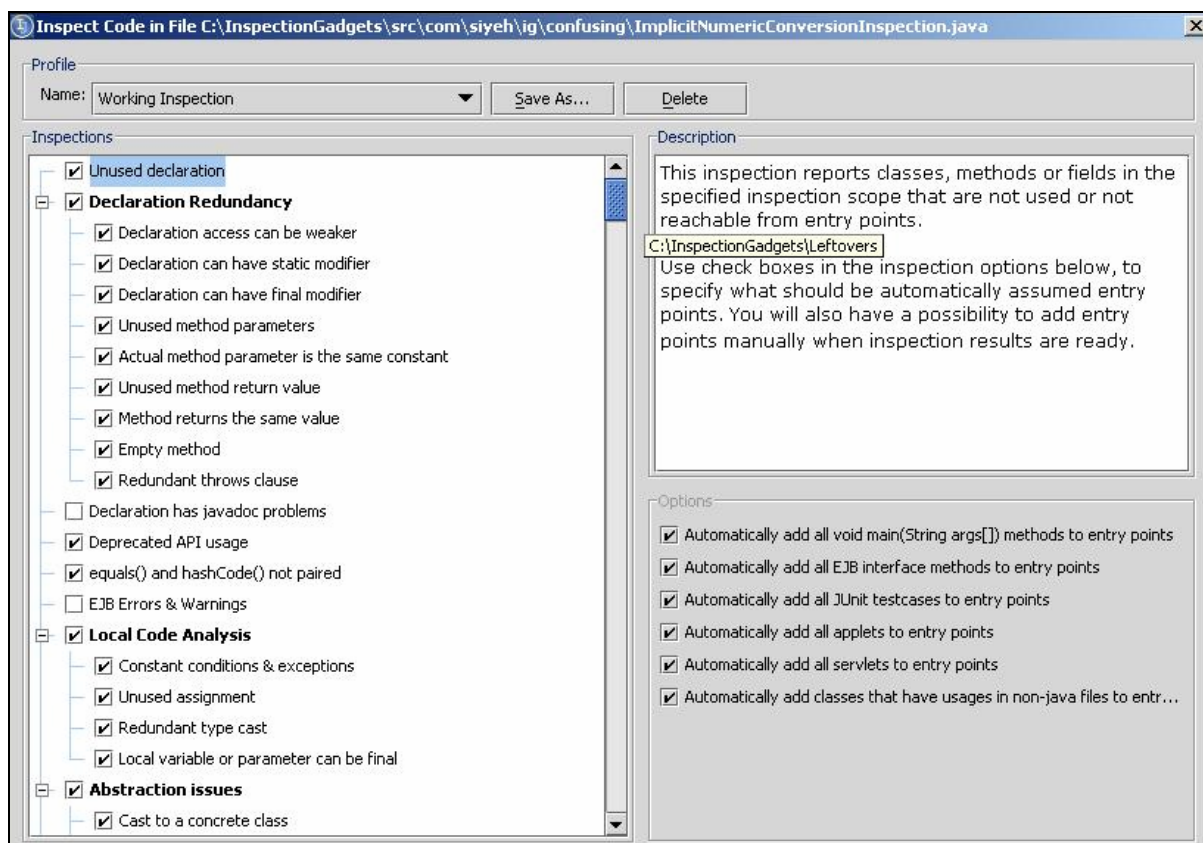 Inspect Code in File C:\InspectionGadgets\src\com\siyeh\ig\confusing\ImplicitNumericConversionInspection.java
Profile
Name: Working Inspection Save As... Delete
Inspections
Unused declaration
Declaration Redundancy
Declaration access can be weaker
Declaration can have static modifier
Declaration can have final modifier
Unused method parameters
Actual method parameter is the same constant
Unused method return value
Method returns the same value
Empty method
Redundant throws clause
Declaration has javadoc problems
Deprecated API usage
equals() and hashCode() not paired
EJB Errors & Warnings
Local Code Analysis
Constant conditions & exceptions
Unused assignment
Redundant type cast
Local variable or parameter can be final
Abstraction issues
Cast to a concrete class
Description
This inspection reports classes, methods or fields in the
specified inspection scope that are not used or not
reachable from entry points.
C:\InspectionGadgets\Leftovers
Use check boxes in the inspection options below, to
specify what should be automatically assumed entry
points. You will also have a possibility to add entry
points manually when inspection results are ready.
Options
Automatically add all void main(String args[]) methods to entry points
Automatically add all EJB interface methods to entry points
Automatically add all JUnit testcases to entry points
Automatically add all applets to entry points
Automatically add all servlets to entry points
Automatically add classes that have usages in non-java files to entr...